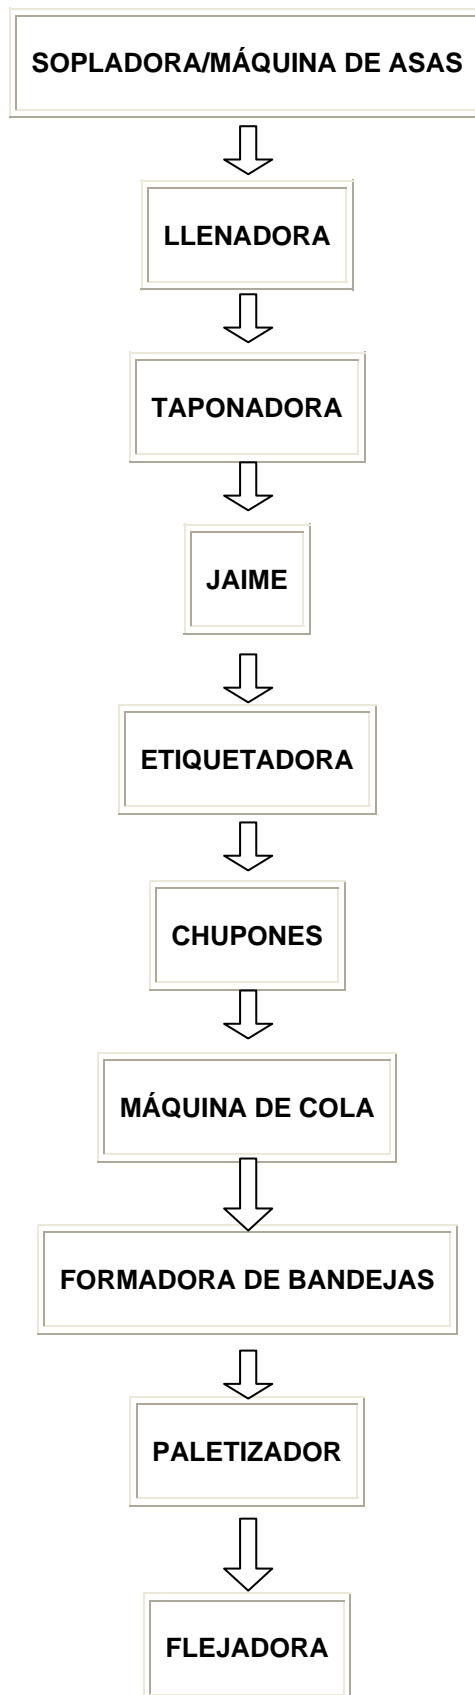 SOPLADORA/MÁQUINA DE ASAS
LLENADORA
TAPONADORA
JAIME
ETIQUETADORA
CHUPONES
MÁQUINA DE COLA
FORMADORA DE BANDEJAS
PALETIZADOR
FLEJADORA